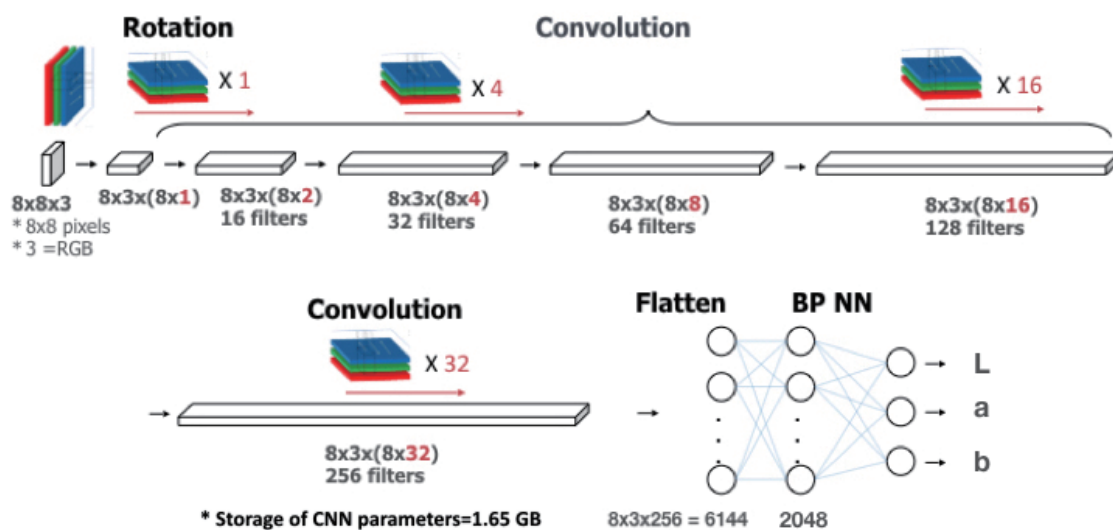 Rotation
Convolution
X 1
X 4
X 16
8x8x3
* 8x8 pixels
* 3 =RGB
8x3x(8x1)
8x3x(8x2)
16 filters
8x3x(8x4)
32 filters
8x3x(8x8)
64 filters
8x3x(8x16)
128 filters
Convolution
X 32
8x3x(8x32)
256 filters
* Storage of CNN parameters=1.65 GB
Flatten
BP NN
L
a
b
8x3x256 = 6144
2048